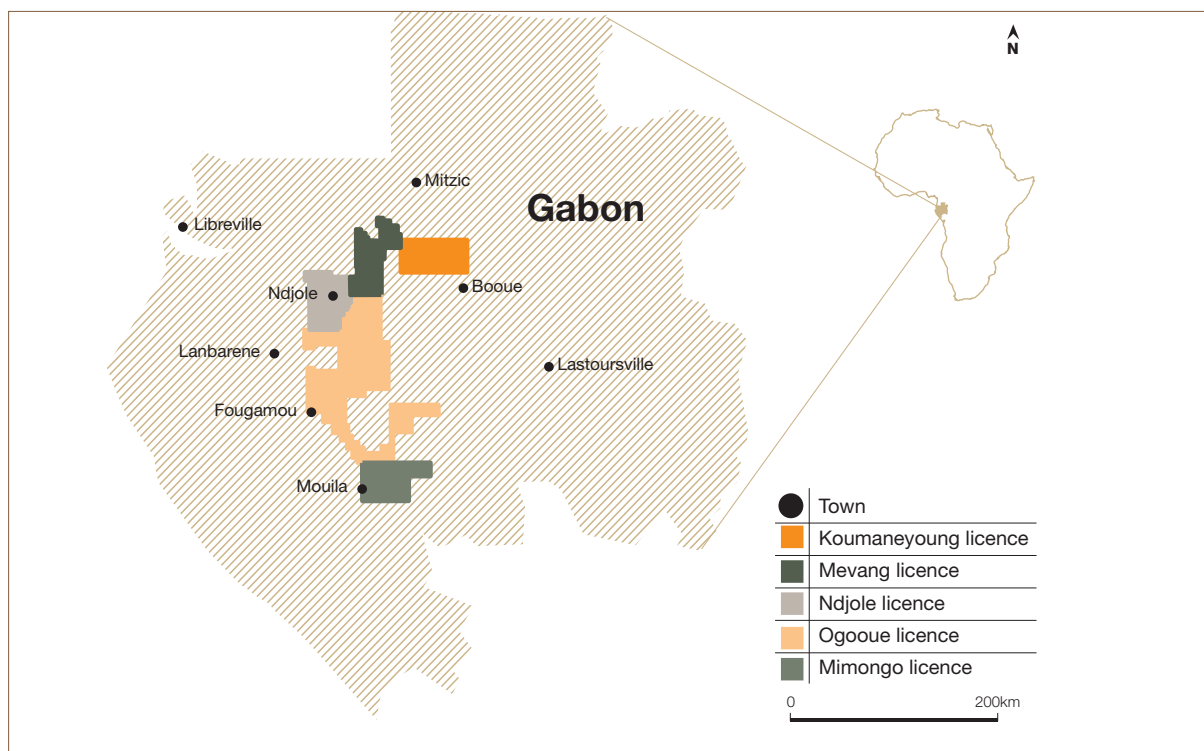 N
Mitzic
Gabon
Libreville
Ndjole
Booue
Lanbarene
Lastoursville
Fougamou
Mouila
Town
Koumaneyoung licence
Mevang licence
Ndjole licence
Ogooue licence
Mimongo licence
0 200km